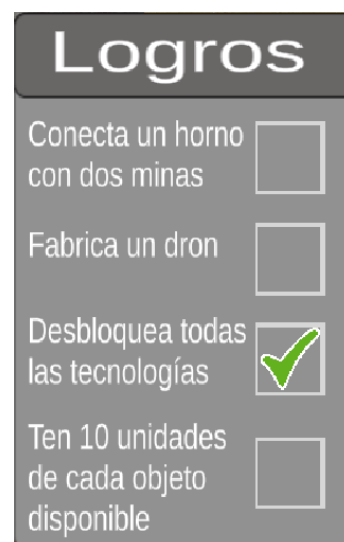 Logros
Conecta un horno
con dos minas
Fabrica un dron
Desbloquea todas
las tecnologías
Ten 10 unidades
de cada objeto
disponible